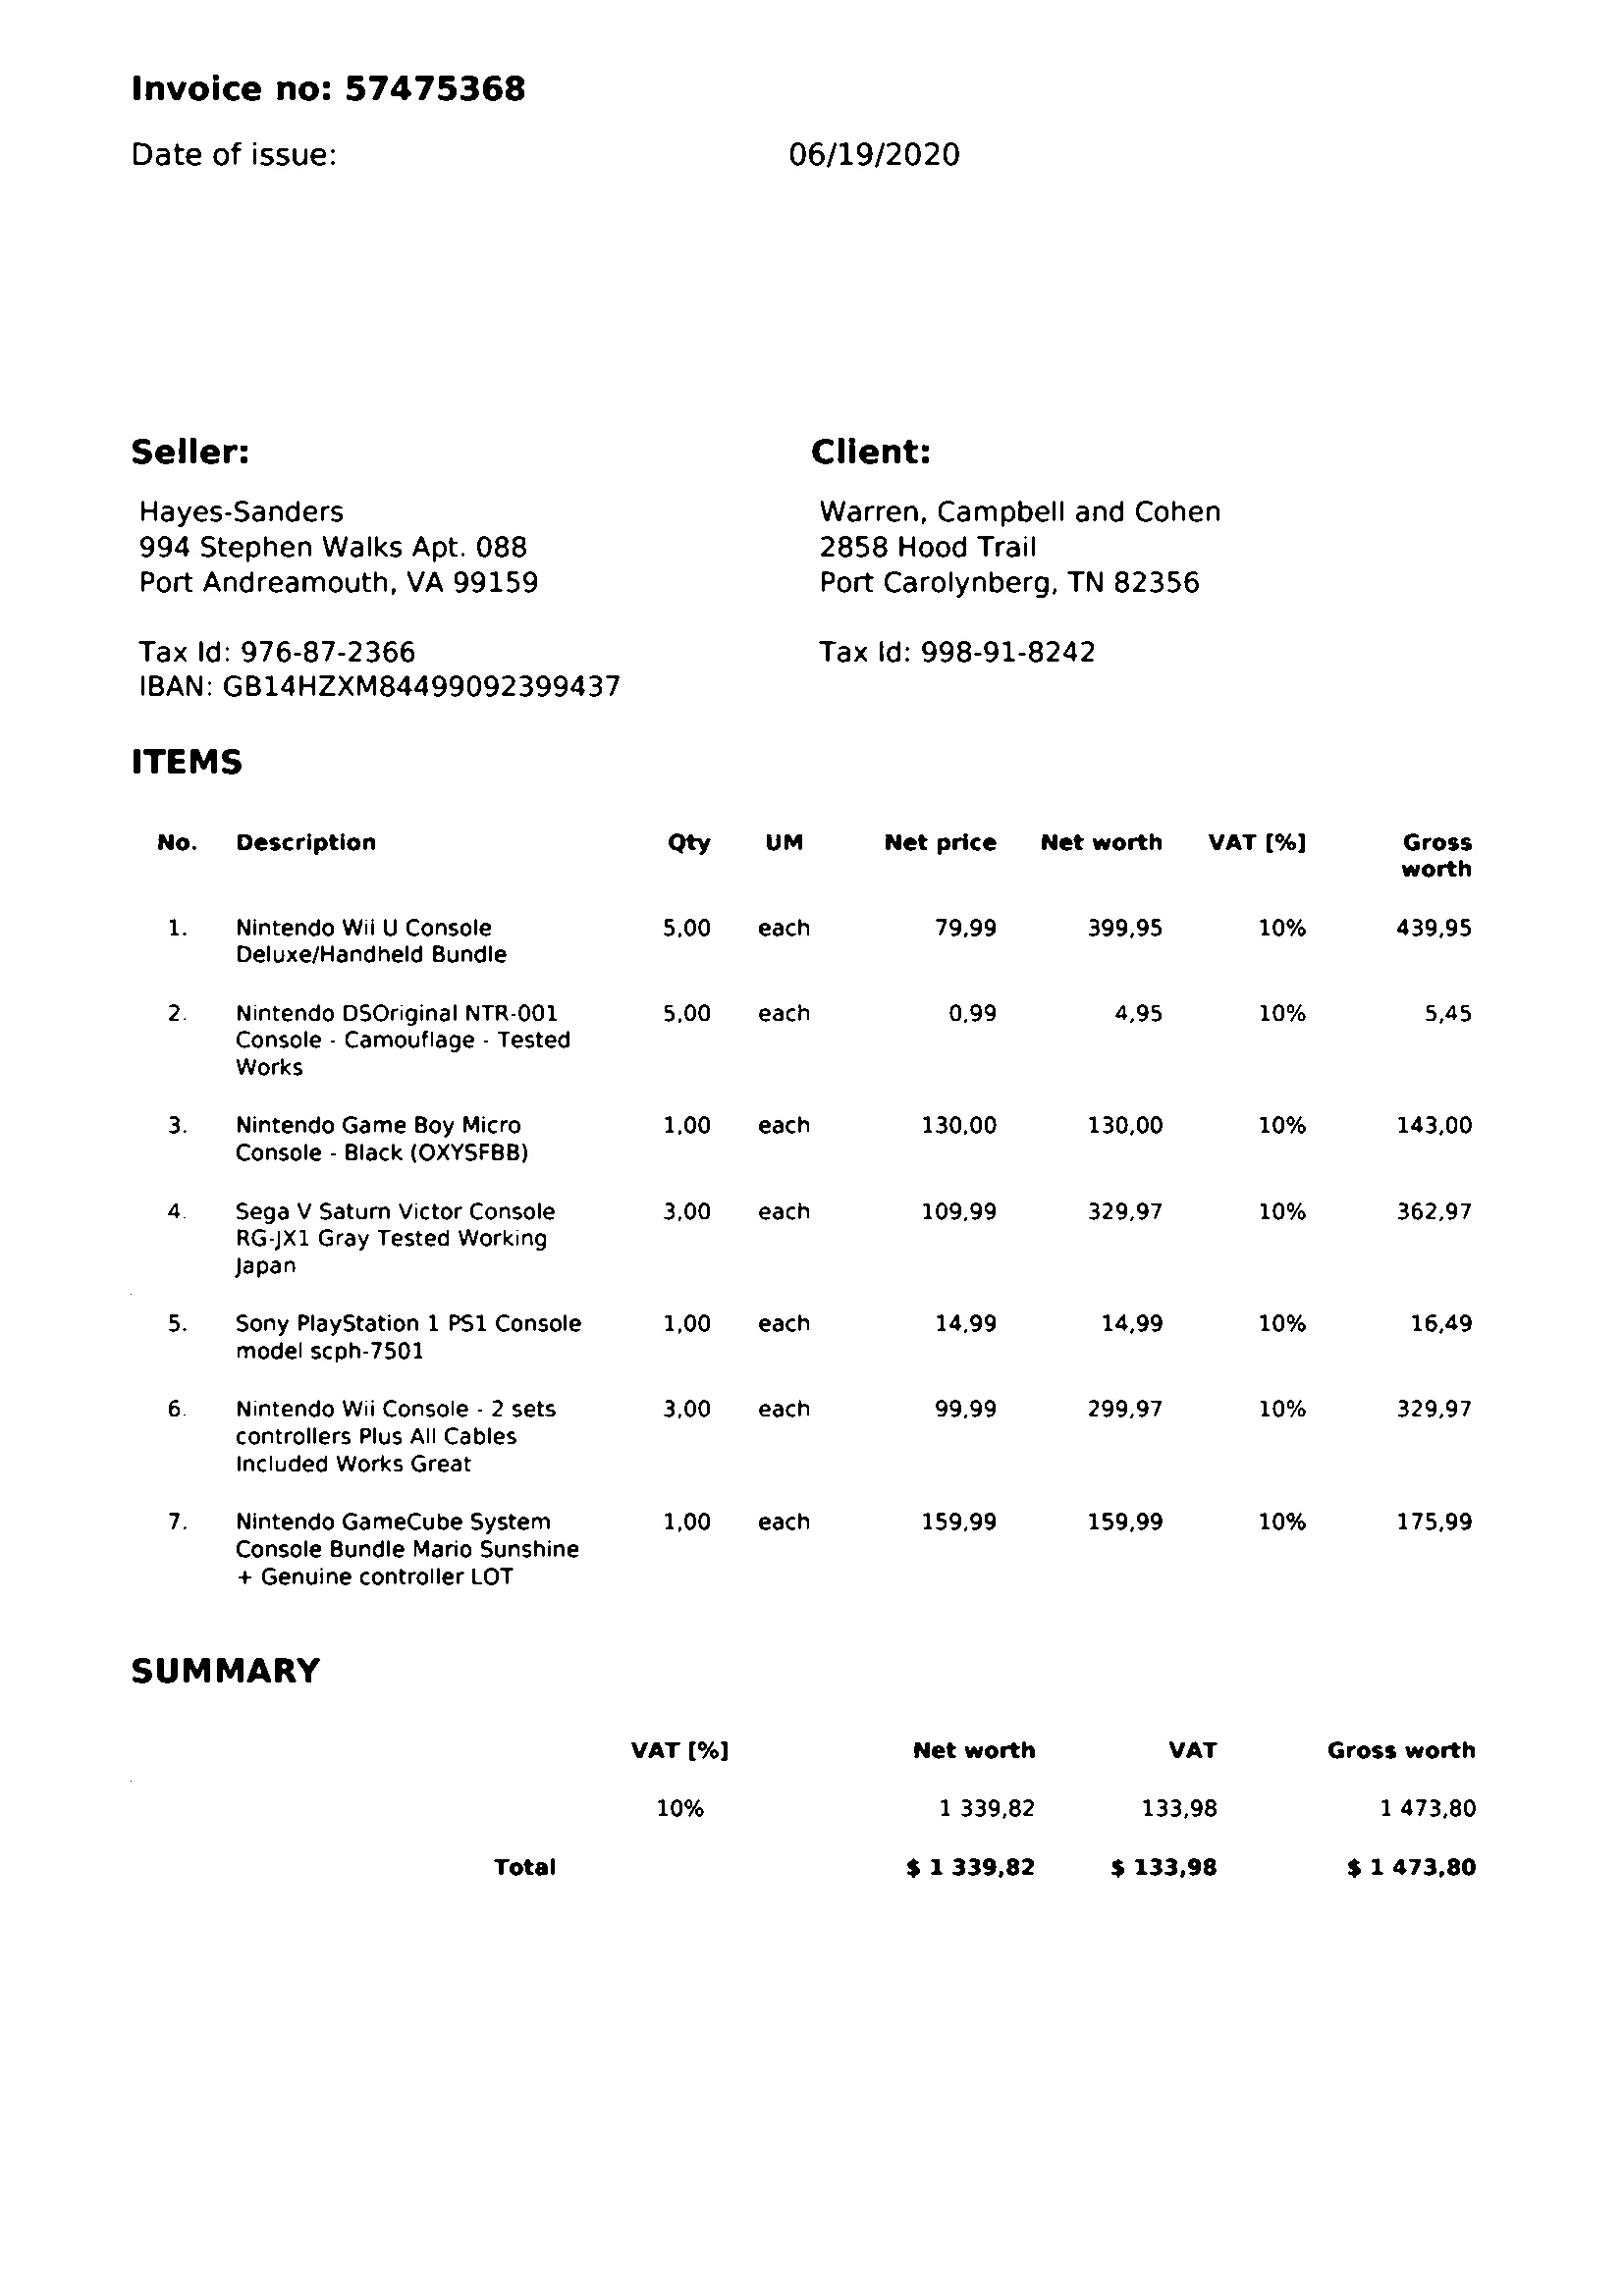 Invoice no: 57475368
Date of issue: 06/19/2020
Seller:
Hayes-Sanders
994 Stephen Walks Apt. 088
Port Andreamouth, VA 99159
Tax Id: 976-87-2366
IBAN: GB14HZXM84499092399437
Client:
Warren, Campbell and Cohen
2858 Hood Trail
Port Carolynberg, TN 82356
Tax Id: 998-91-8242
ITEMS
No. Description Qty UM Net price Net worth VAT [%] Gross
worth
1. Nintendo Wii U Console 5,00 each 79,99 399,95 10% 439,95
Deluxe/Handheld Bundle
2. Nintendo DSOriginal NTR-001 5,00 each 0,99 4,95 10% 5,45
Console - Camouflage - Tested
Works
3. Nintendo Game Boy Micro 1,00 each 130,00 130,00 10% 143,00
Console - Black (OXYSFBB)
4. Sega V Saturn Victor Console 3,00 each 109,99 329,97 10% 362,97
RG-JX1 Gray Tested Working
Japan
5. Sony PlayStation 1 PS1 Console 1,00 each 14,99 14,99 10% 16,49
model scph-7501
6. Nintendo Wii Console - 2 sets 3,00 each 99,99 299,97 10% 329,97
controllers Plus All Cables
Included Works Great
7. Nintendo GameCube System 1,00 each 159,99 159,99 10% 175,99
Console Bundle Mario Sunshine
+ Genuine controller LOT
SUMMARY
VAT [%] Net worth VAT Gross worth
10% 1 339,82 133,98 1 473,80
Total $ 1 339,82 $ 133,98 $ 1 473,80